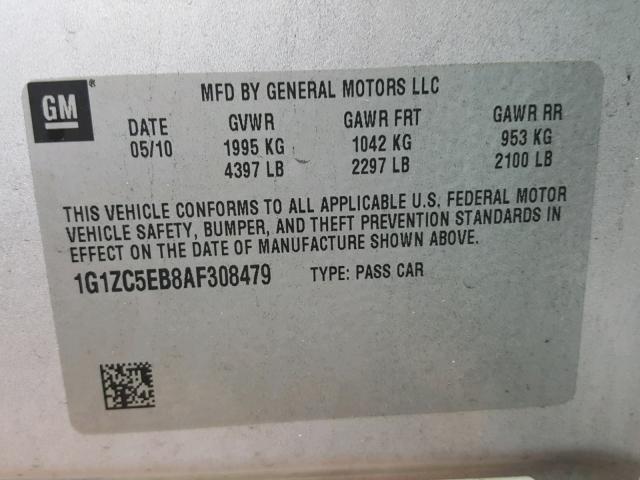 GM®
MFD BY GENERAL MOTORS LLC
DATE GVWR GAWR FRT GAWR RR
05/10 1995 KG 1042 KG 953 KG
4397 LB 2297 LB 2100 LB
THIS VEHICLE CONFORMS TO ALL APPLICABLE U.S. FEDERAL MOTOR
VEHICLE SAFETY, BUMPER, AND THEFT PREVENTION STANDARDS IN
EFFECT ON THE DATE OF MANUFACTURE SHOWN ABOVE.
1G1ZC5EB8AF308479 TYPE: PASS CAR